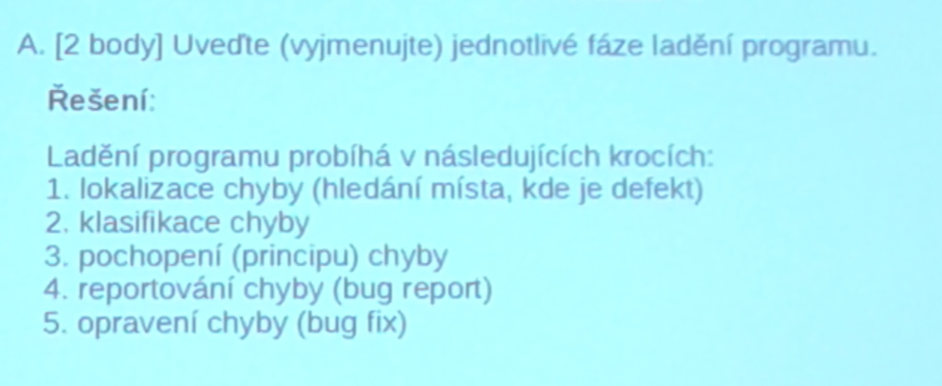 A. [2 body] Uveďte (vyjmenujte) jednotlivé fáze ladění programu.
Řešení:
Ladění programu probíhá v následujících krocích:
1. lokalizace chyby (hledání místa, kde je defekt)
2. klasifikace chyby
3. pochopení (principu) chyby
4. reportování chyby (bug report)
5. opravení chyby (bug fix)